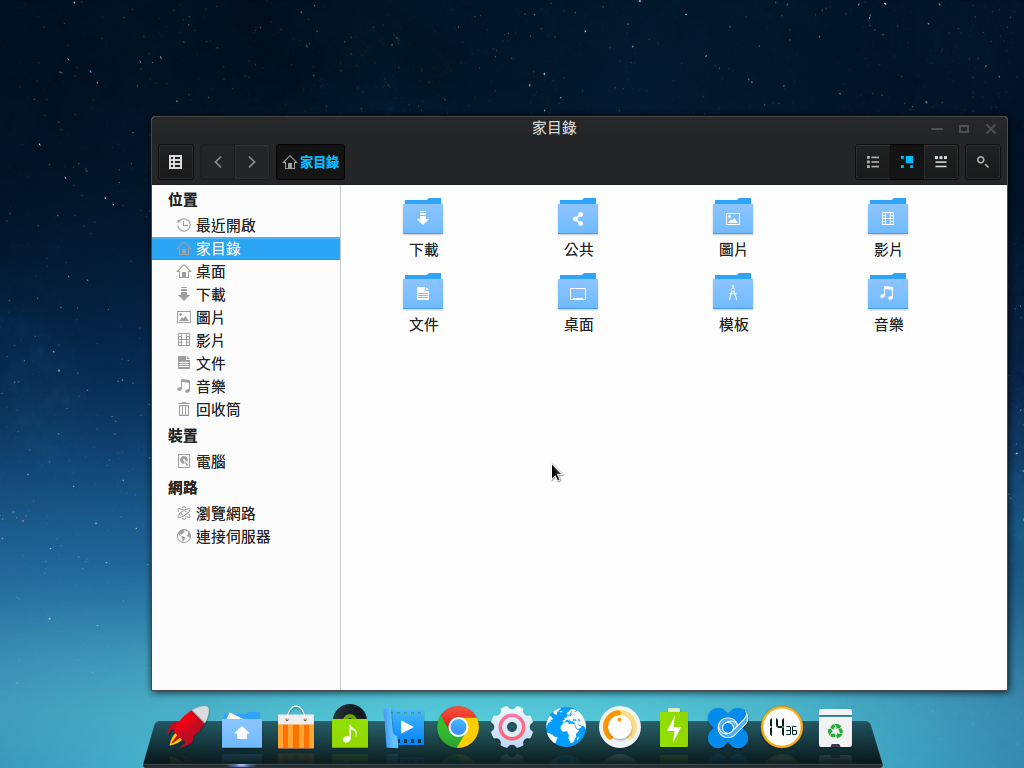 家目錄
家目錄
位置
最近開啟
家目錄
桌面
下載
圖片
影片
文件
音樂
回收筒
裝置
電腦
網路
瀏覽網路
連接伺服器
下載
公共
圖片
影片
文件
桌面
模板
音樂
14 36